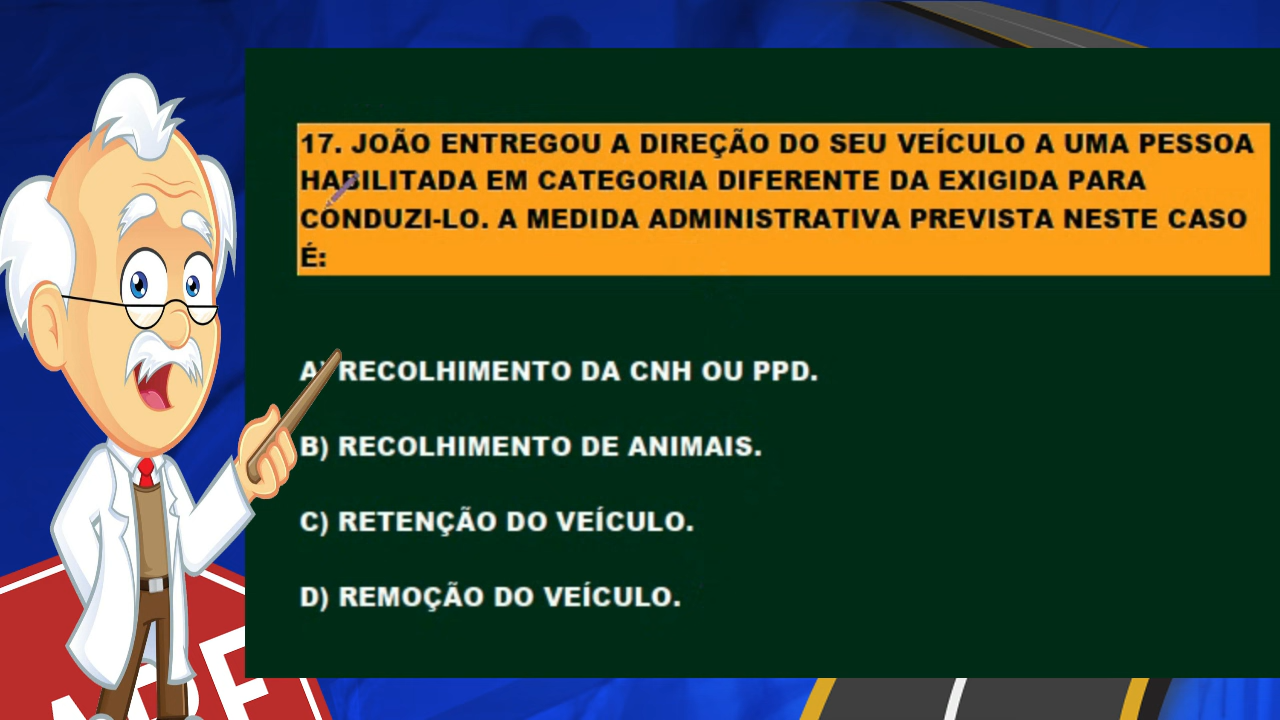 17. JOÃO ENTREGOU A DIREÇÃO DO SEU VEÍCULO A UMA PESSOA
HABILITADA EM CATEGORIA DIFERENTE DA EXIGIDA PARA
CONDUZI-LO. A MEDIDA ADMINISTRATIVA PREVISTA NESTE CASO
É:
A) RECOLHIMENTO DA CNH OU PPD.
B) RECOLHIMENTO DE ANIMAIS.
C) RETENÇÃO DO VEÍCULO.
D) REMOÇÃO DO VEÍCULO.